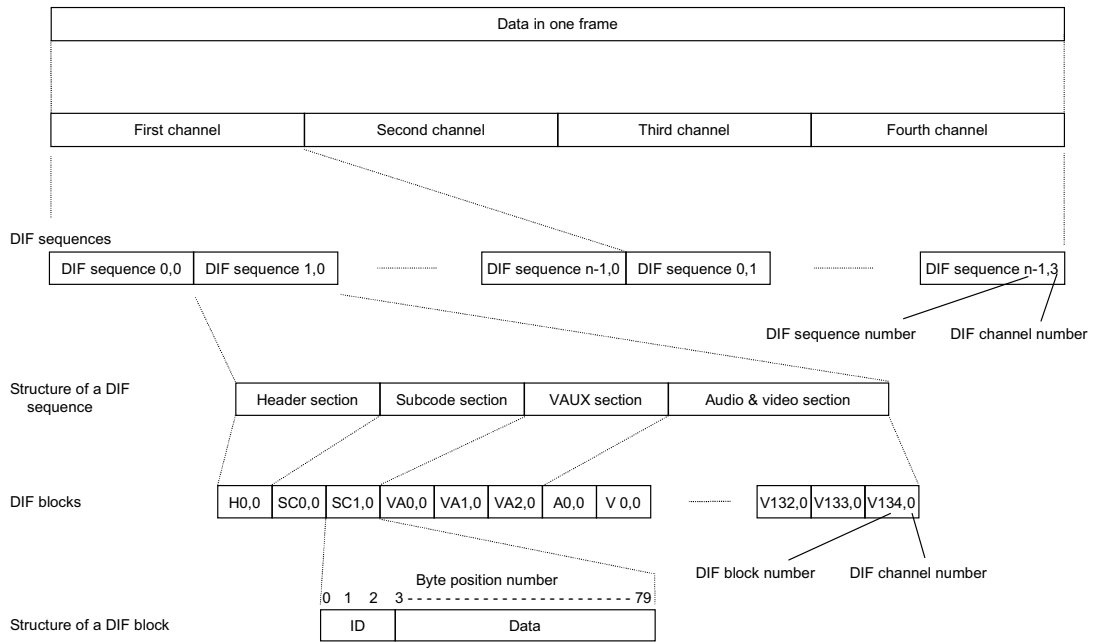 Data in one frame
First channel Second channel Third channel Fourth channel
DIF sequences
DIF sequence 0,0 DIF sequence 1,0 DIF sequence n-1,0 DIF sequence 0,1 DIF sequence n-1,3
DIF sequence number DIF channel number
Structure of a DIF
sequence
Header section Subcode section VAUX section Audio & video section
DIF blocks
H0,0 SC0,0 SC1,0 VA0,0 VA1,0 VA2,0 A0,0 V 0,0 V132,0 V133,0 V134,0
DIF block number DIF channel number
Byte position number
0 1 2 3 - - - - - - - - - - - - - - - - - - - - - - - - - - - - - - 79
Structure of a DIF block
ID Data